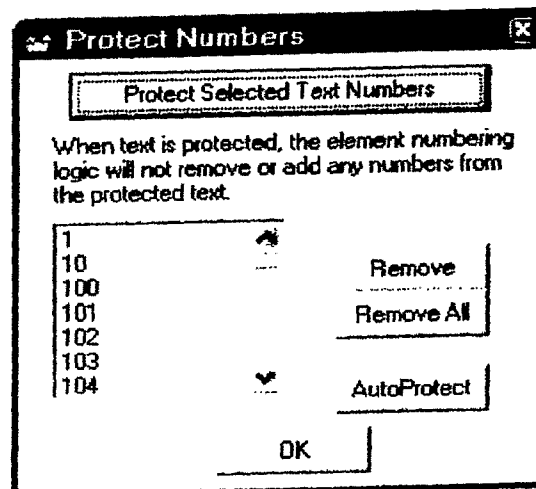 Protect Numbers
Protect Selected Text Numbers
When text is protected, the element numbering
logic will not remove or add any numbers from
the protected text.
1
10
100
101
102
103
104
Remove
Remove All
AutoProtect
OK